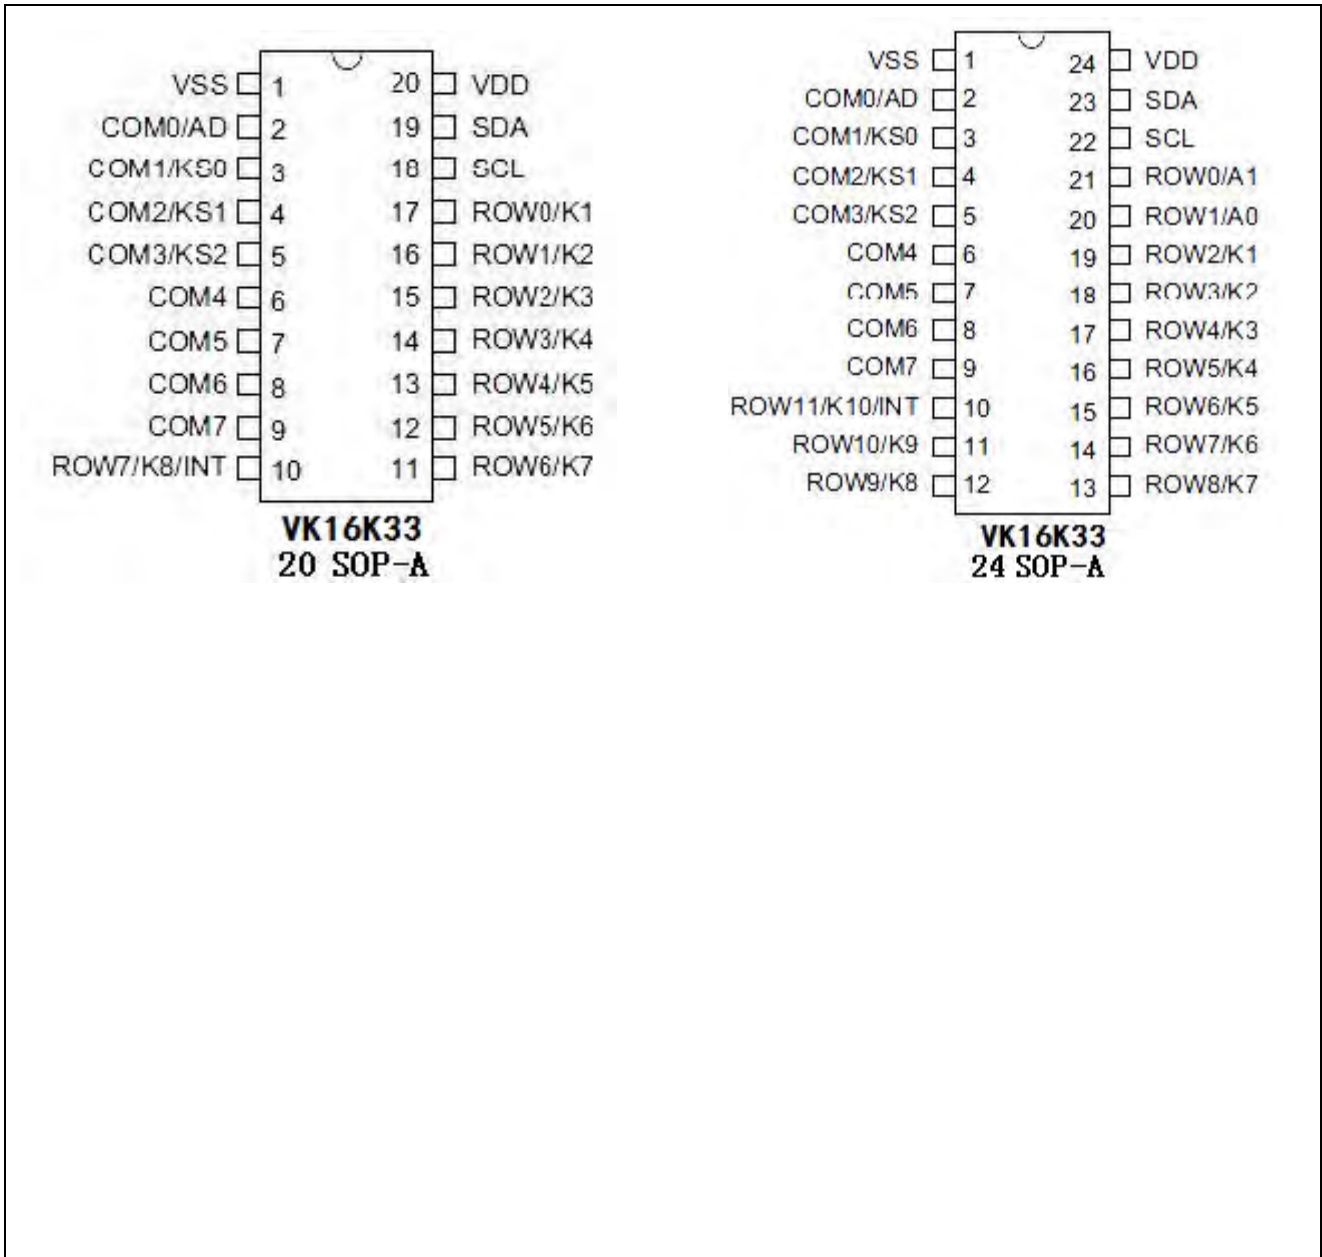 VSS 1 20 VDD
COM0/AD 2 19 SDA
COM1/KS0 3 18 SCL
COM2/KS1 4 17 ROW0/K1
COM3/KS2 5 16 ROW1/K2
COM4 6 15 ROW2/K3
COM5 7 14 ROW3/K4
COM6 8 13 ROW4/K5
COM7 9 12 ROW5/K6
ROW7/K8/INT 10 11 ROW6/K7
VK16K33
20 SOP-A
VSS 1 24 VDD
COM0/AD 2 23 SDA
COM1/KS0 3 22 SCL
COM2/KS1 4 21 ROW0/A1
COM3/KS2 5 20 ROW1/A0
COM4 6 19 ROW2/K1
COM5 7 18 ROW3/K2
COM6 8 17 ROW4/K3
COM7 9 16 ROW5/K4
ROW11/K10/INT 10 15 ROW6/K5
ROW10/K9 11 14 ROW7/K6
ROW9/K8 12 13 ROW8/K7
VK16K33
24 SOP-A